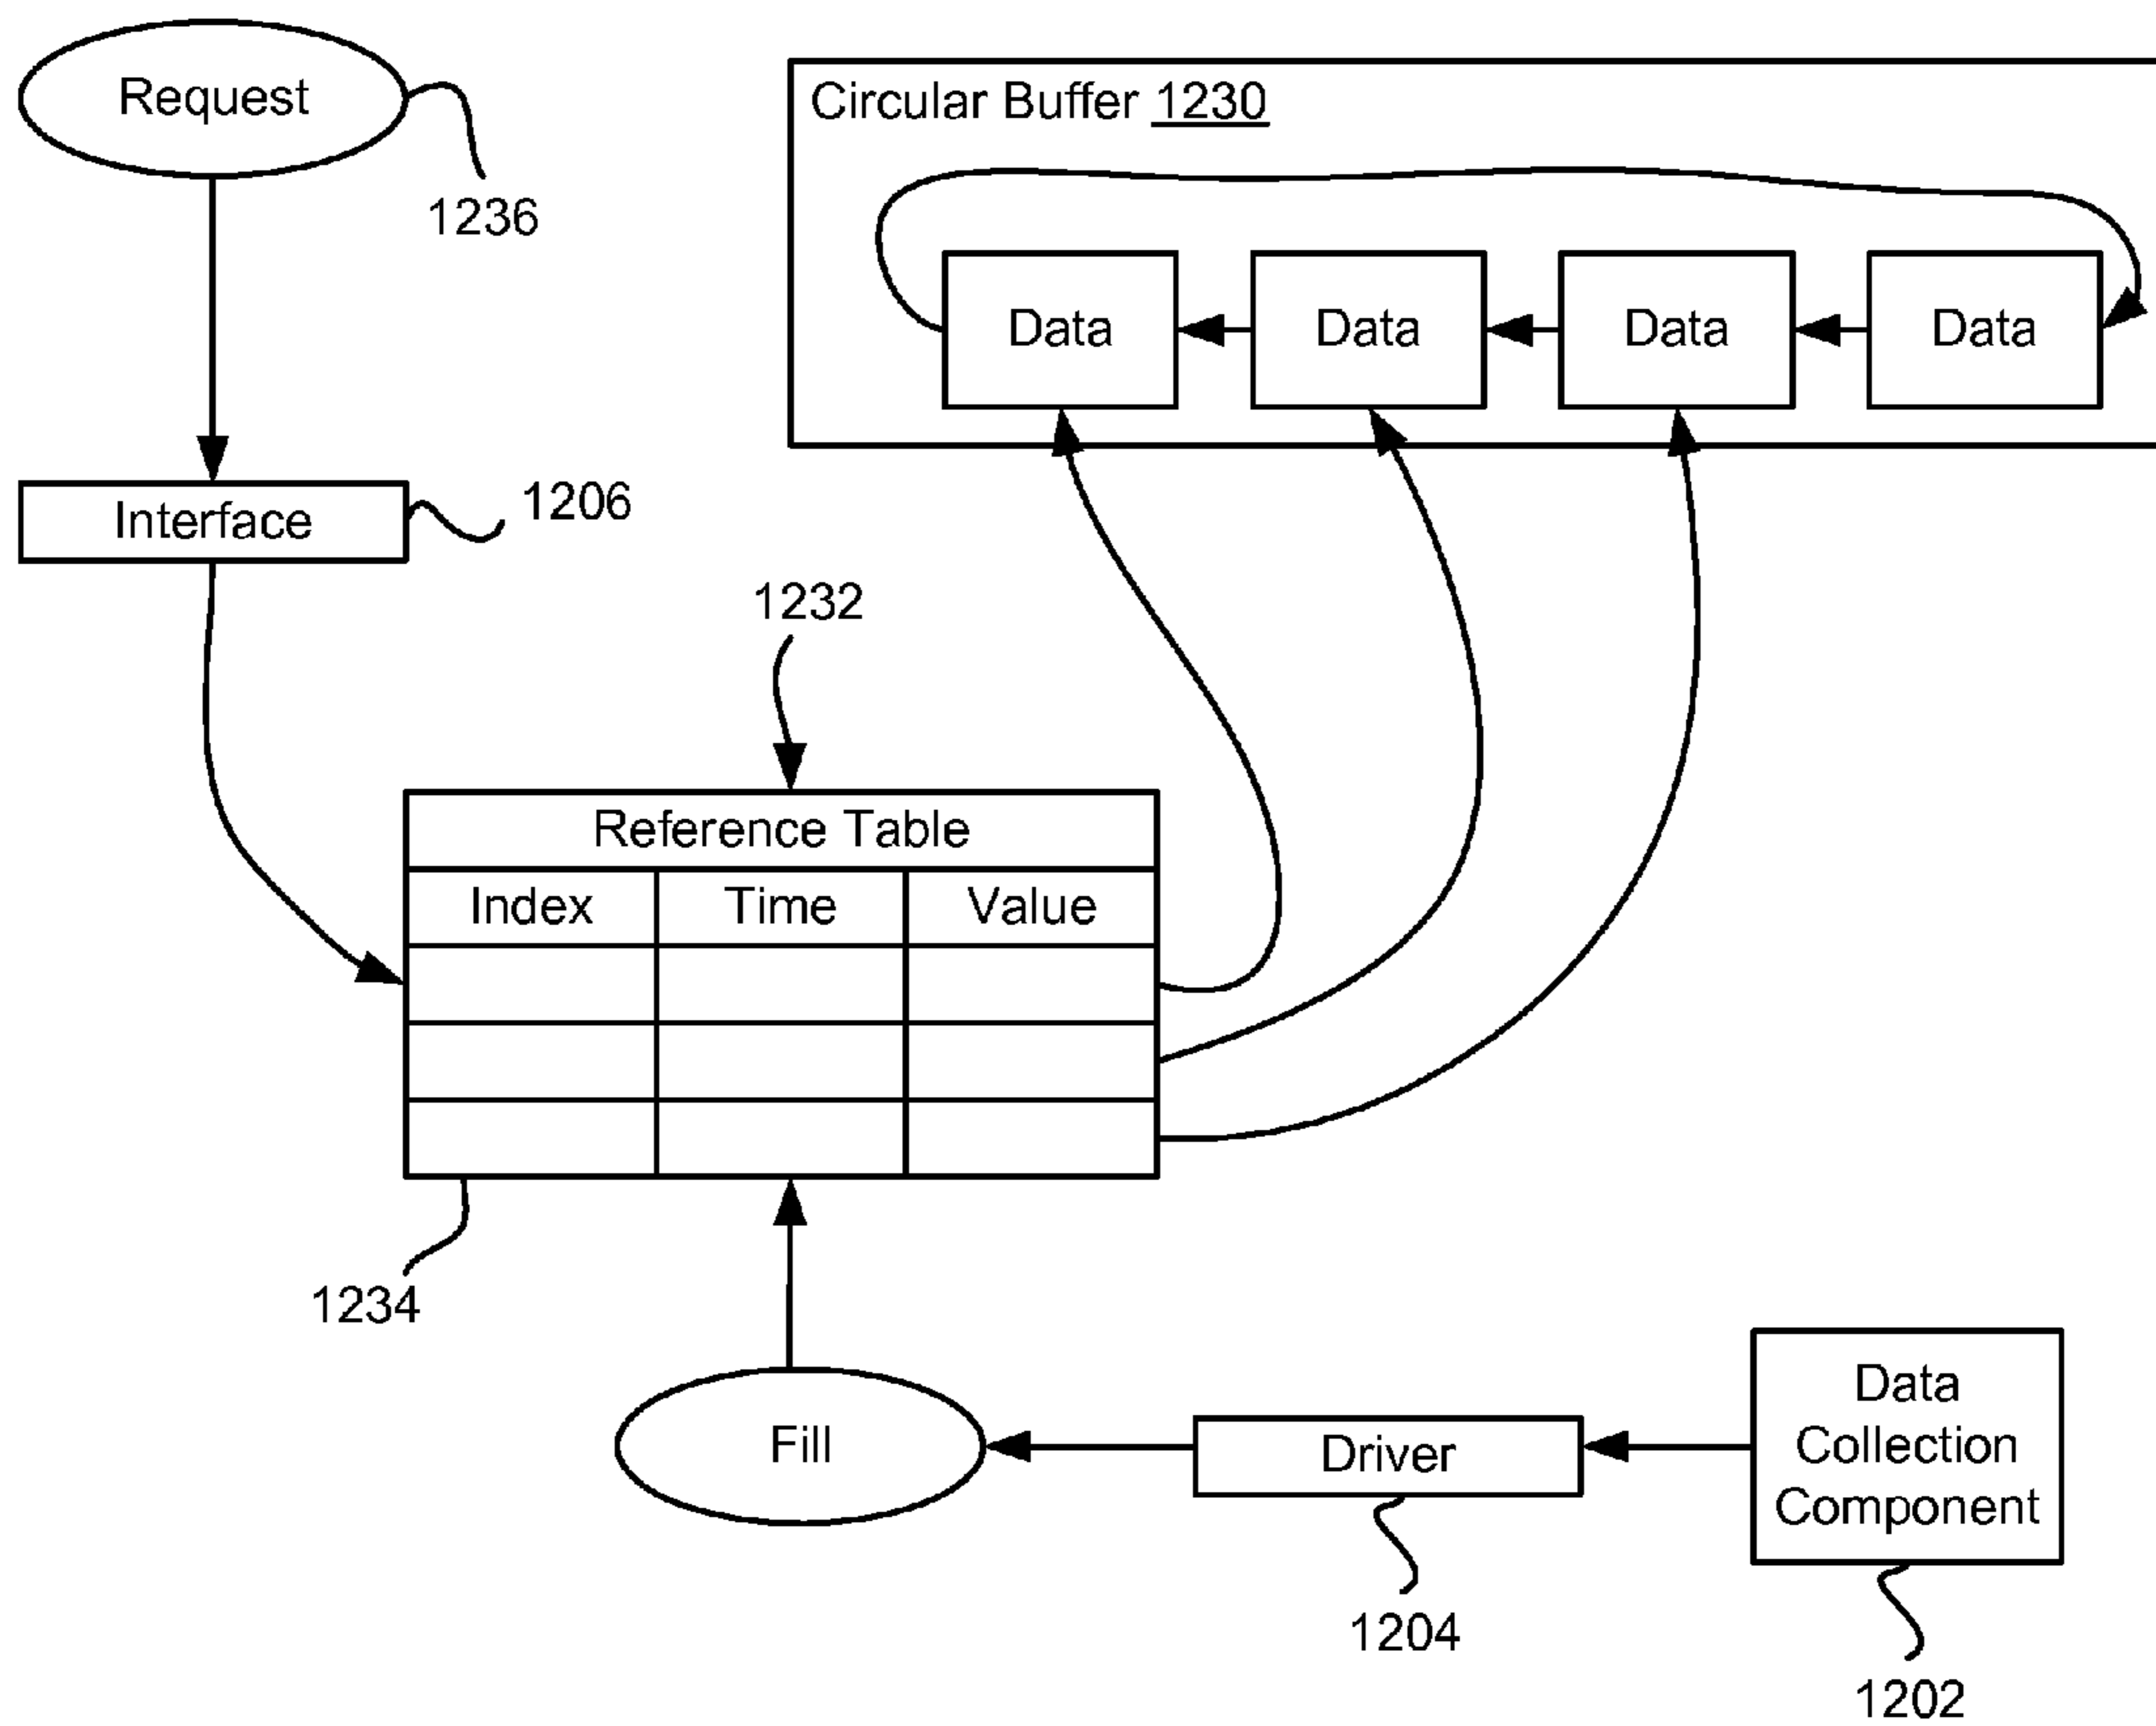 Request
1236
Circular Buffer 1230
Data Data Data Data
Interface
1206
1232
Reference Table
Index Time Value
1234
Fill
Driver
1204
Data
Collection
Component
1202